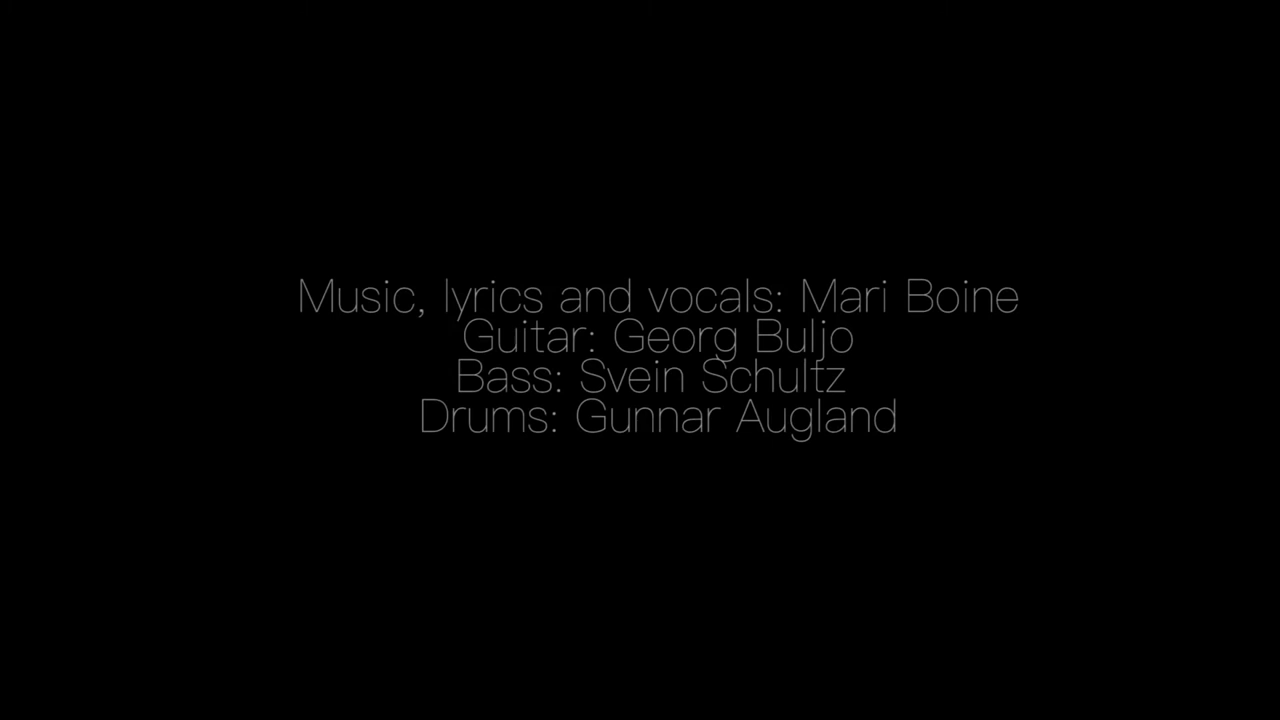 Music, lyrics and vocals: Mari Boine
Guitar: Georg Buljo
Bass: Svein Schultz
Drums: Gunnar Augland